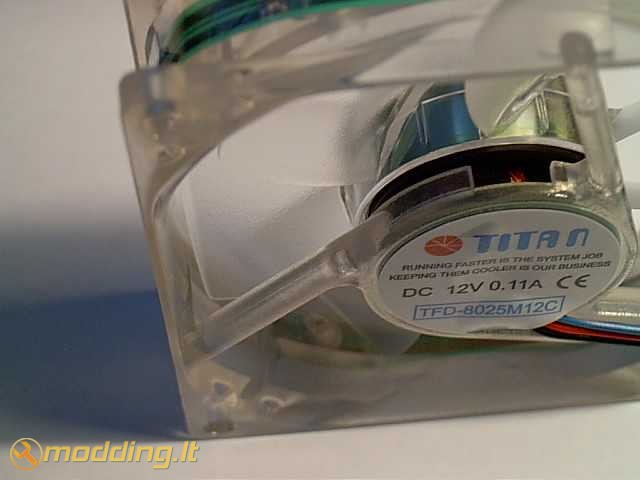 TITAN
RUNNING FASTER IS THE SYSTEM JOB
KEEPING THEM COOLER IS OUR BUSINESS
DC 12V 0.11A CE
TFD-8025M12C
modding.lt